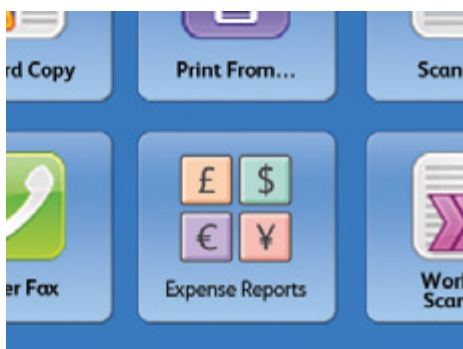 rd Copy
Print From...
Scan
£ $
€ ¥
er Fax
Expense Reports
Wor
Scan